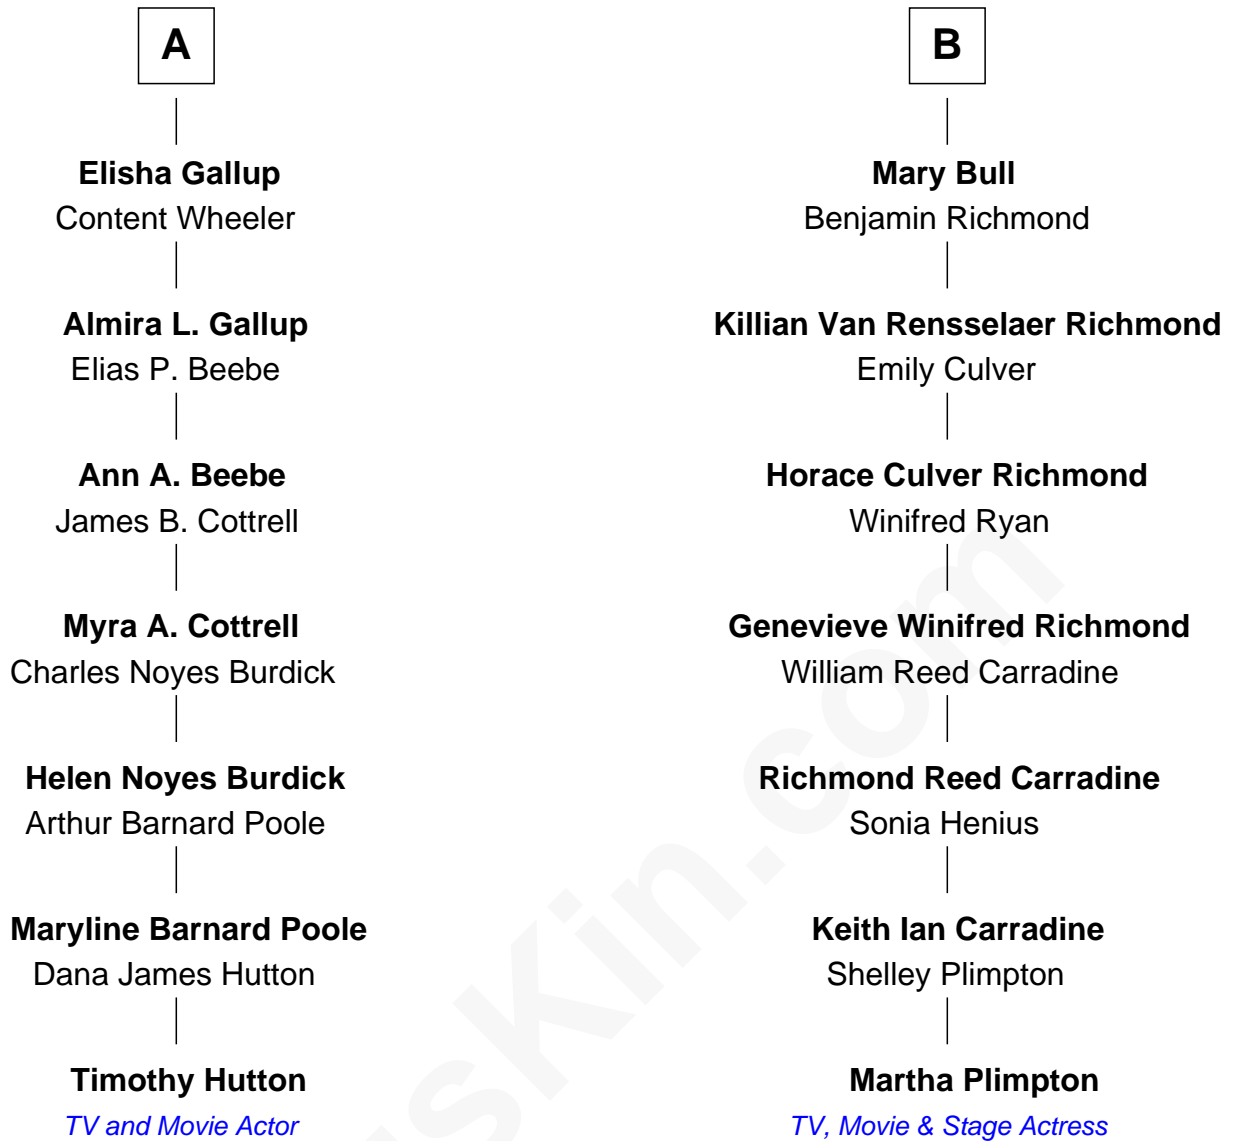 A
Elisha Gallup
Content Wheeler
Almira L. Gallup
Elias P. Beebe
Ann A. Beebe
James B. Cottrell
Myra A. Cottrell
Charles Noyes Burdick
Helen Noyes Burdick
Arthur Barnard Poole
Maryline Barnard Poole
Dana James Hutton
Timothy Hutton
TV and Movie Actor
B
Mary Bull
Benjamin Richmond
Killian Van Rensselaer Richmond
Emily Culver
Horace Culver Richmond
Winifred Ryan
Genevieve Winifred Richmond
William Reed Carradine
Richmond Reed Carradine
Sonia Henius
Keith Ian Carradine
Shelley Plimpton
Martha Plimpton
TV, Movie & Stage Actress
sKin.com